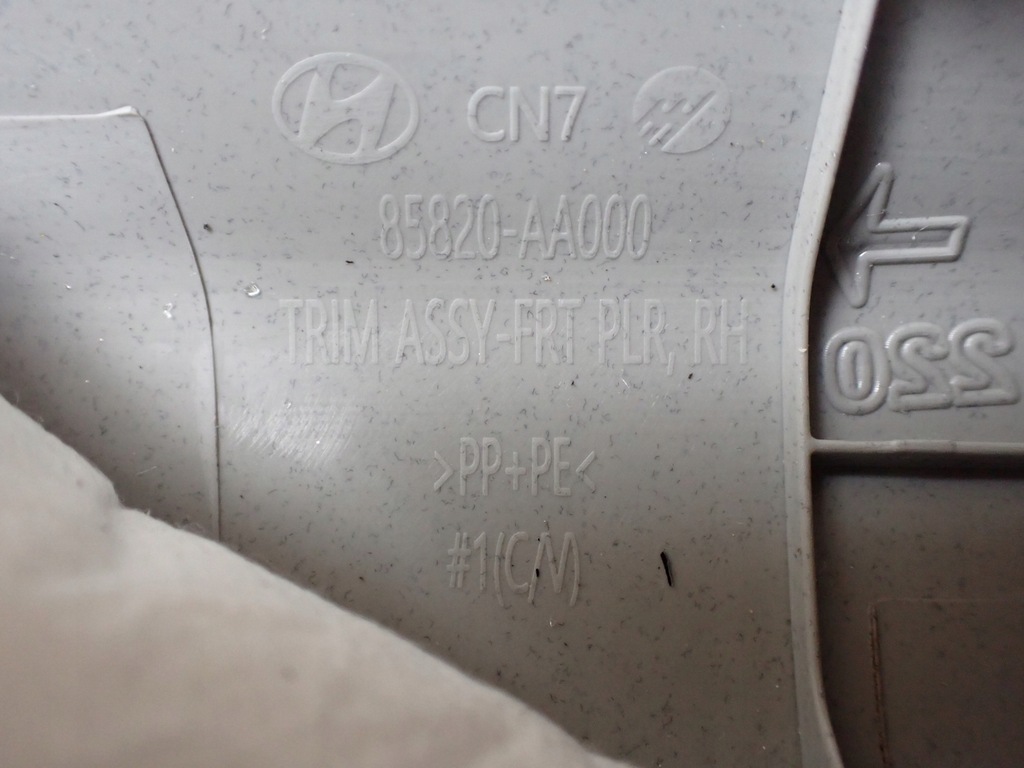 CN7
85820-AA000
TRIM ASSY-FRT PLR, RH
>PP+PE<
#1(C/V)
220